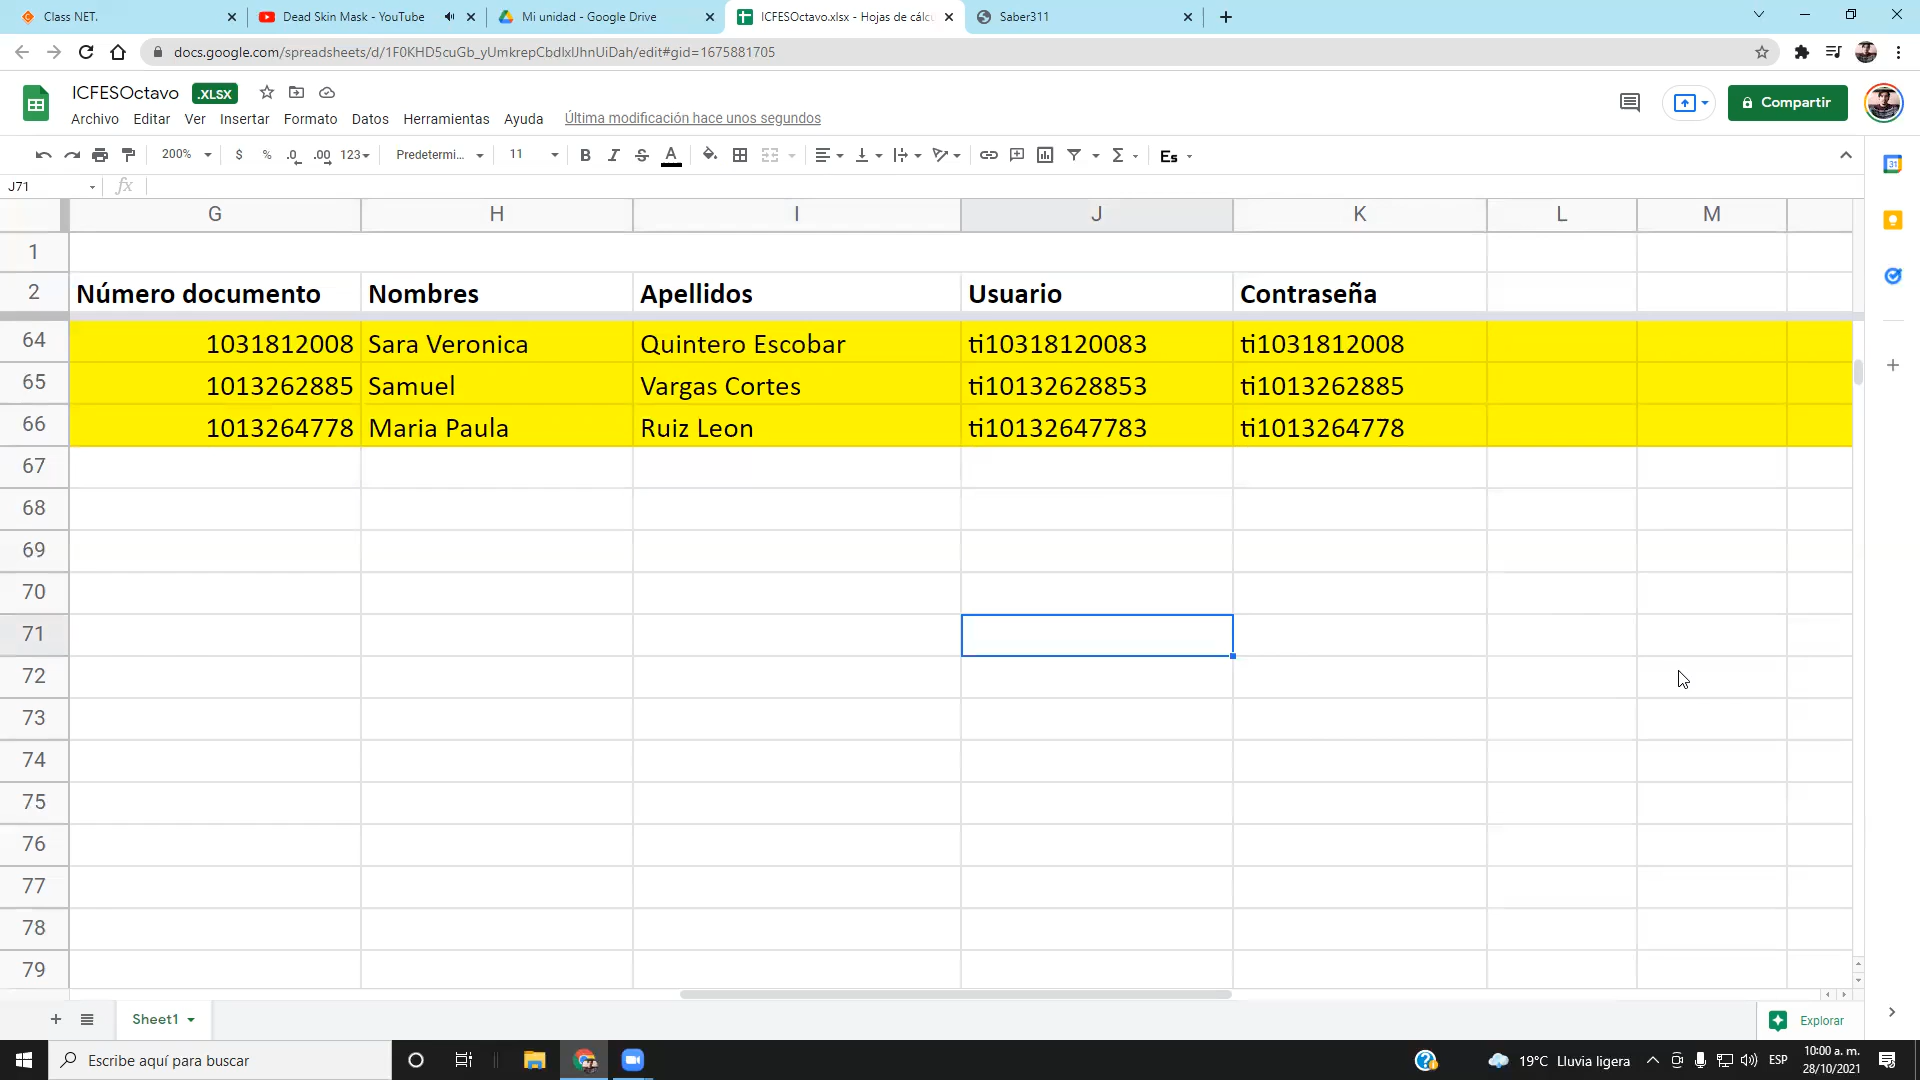 Class NET.
Dead Skin Mask - YouTube
Mi unidad - Google Drive
ICFESOctavo.xlsx - Hojas de cálcu
Saber311
docs.google.com/spreadsheets/d/1F0KHD5cuGb_yUmkrepCbdlxlJhnUiDah/edit#gid=1675881705
ICFESOctavo .XLSX
Compartir
Archivo Editar Ver Insertar Formato Datos Herramientas Ayuda Última modificación hace unos segundos
200% $ % .0 .00 123 Predetermi... 11 B I S A Σ Es
J71 fx
G H I J K L M
1
2 Número documento Nombres Apellidos Usuario Contraseña
64 1031812008 Sara Veronica Quintero Escobar ti10318120083 ti1031812008
65 1013262885 Samuel Vargas Cortes ti10132628853 ti1013262885
66 1013264778 Maria Paula Ruiz Leon ti10132647783 ti1013264778
67
68
69
70
71
72
73
74
75
76
77
78
79
Sheet1
Explorar
Escribe aquí para buscar
19°C Lluvia ligera
ESP
10:00 a. m.
28/10/2021
31